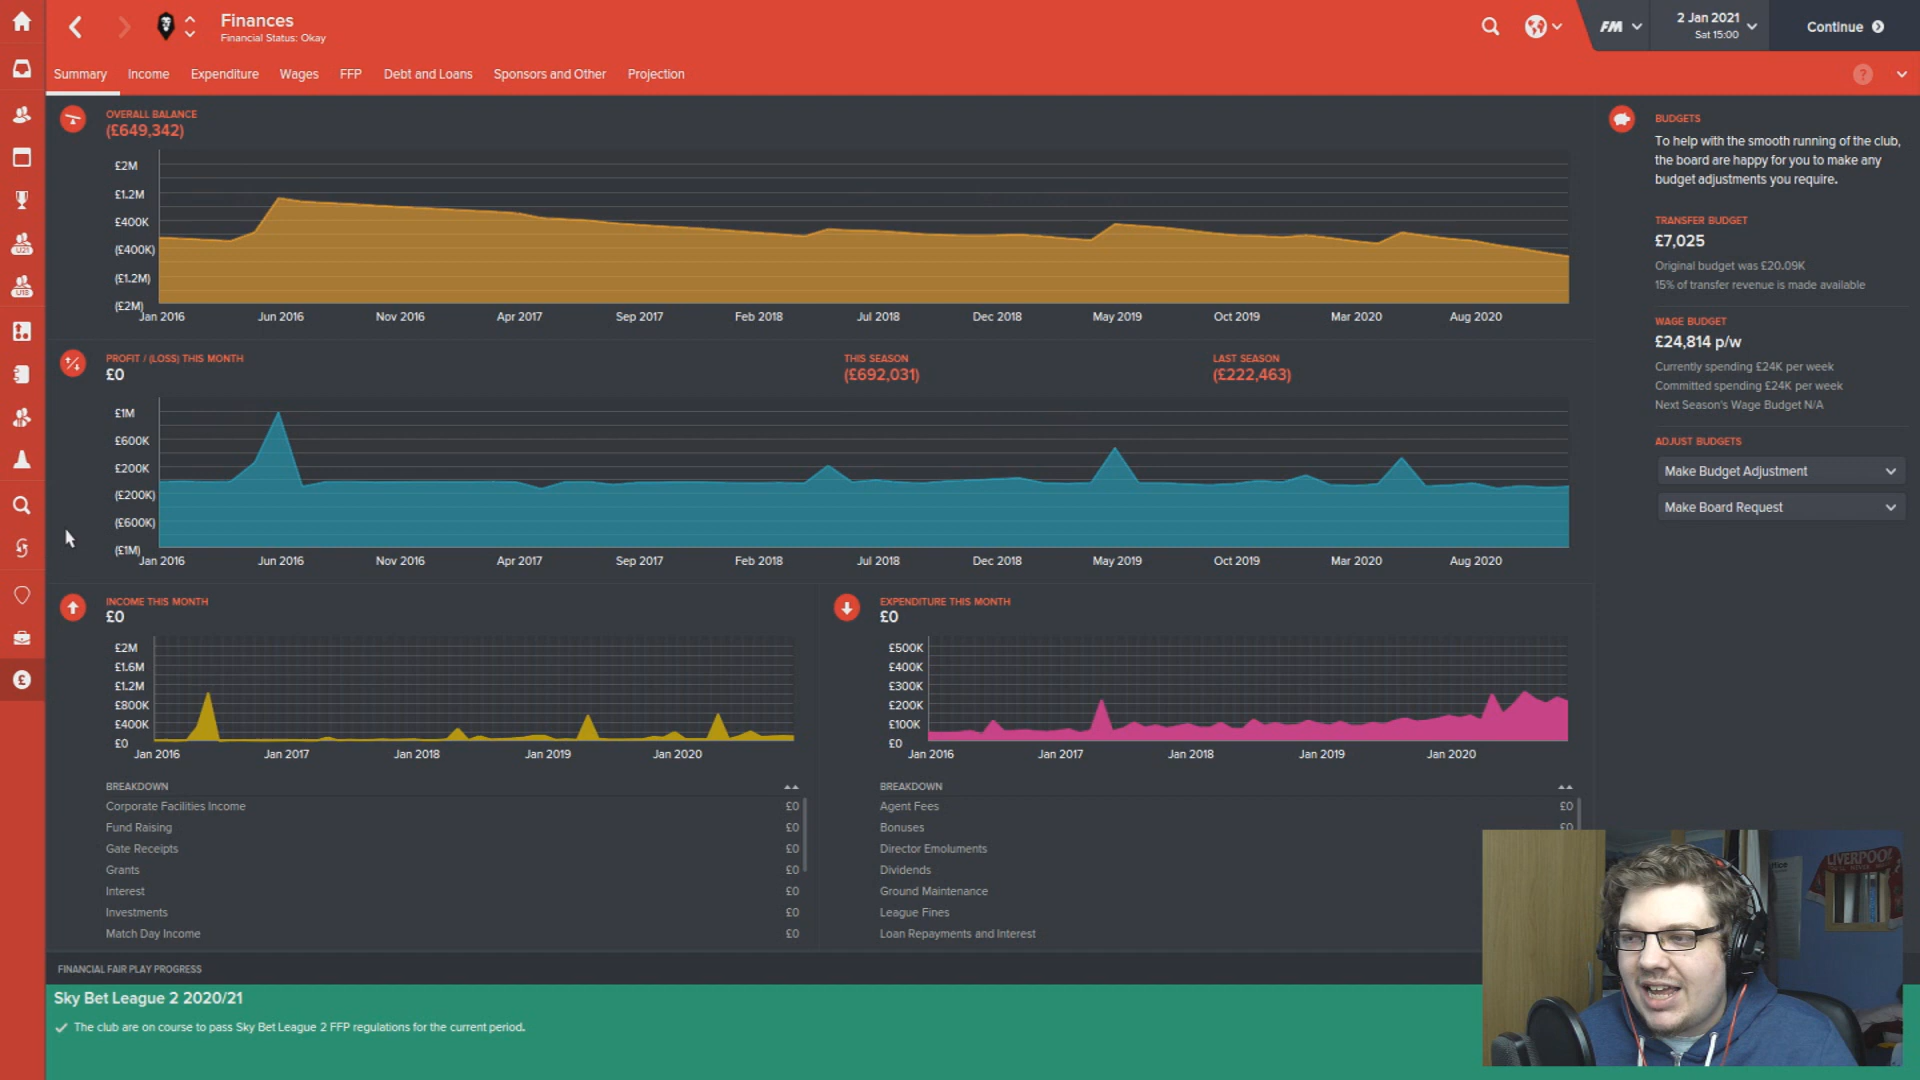 Finances
Financial Status: Okay
FM
2 Jan 2021
Sat 15:00
Continue
Summary
Income
Expenditure
Wages
FFP
Debt and Loans
Sponsors and Other
Projection
?
OVERALL BALANCE
(£649,342)
£2M
£1.2M
£400K
(£400K)
(£1.2M)
(£2M)
Jan 2016
Jun 2016
Nov 2016
Apr 2017
Sep 2017
Feb 2018
Jul 2018
Dec 2018
May 2019
Oct 2019
Mar 2020
Aug 2020
PROFIT / (LOSS) THIS MONTH
£0
THIS SEASON
(£692,031)
LAST SEASON
(£222,463)
£1M
£600K
£200K
(£200K)
(£600K)
(£1M)
Jan 2016
Jun 2016
Nov 2016
Apr 2017
Sep 2017
Feb 2018
Jul 2018
Dec 2018
May 2019
Oct 2019
Mar 2020
Aug 2020
INCOME THIS MONTH
£0
£2M
£1.6M
£1.2M
£800K
£400K
£0
Jan 2016
Jan 2017
Jan 2018
Jan 2019
Jan 2020
BREAKDOWN
Corporate Facilities Income £0
Fund Raising £0
Gate Receipts £0
Grants £0
Interest £0
Investments £0
Match Day Income £0
EXPENDITURE THIS MONTH
£0
£500K
£400K
£300K
£200K
£100K
£0
Jan 2016
Jan 2017
Jan 2018
Jan 2019
Jan 2020
BREAKDOWN
Agent Fees £0
Bonuses £0
Director Emoluments
Dividends
Ground Maintenance
League Fines
Loan Repayments and Interest
BUDGETS
To help with the smooth running of the club,
the board are happy for you to make any
budget adjustments you require.
TRANSFER BUDGET
£7,025
Original budget was £20.09K
15% of transfer revenue is made available
WAGE BUDGET
£24,814 p/w
Currently spending £24K per week
Committed spending £24K per week
Next Season's Wage Budget N/A
ADJUST BUDGETS
Make Budget Adjustment
Make Board Request
FINANCIAL FAIR PLAY PROGRESS
Sky Bet League 2 2020/21
The club are on course to pass Sky Bet League 2 FFP regulations for the current period.
LIVERPOOL